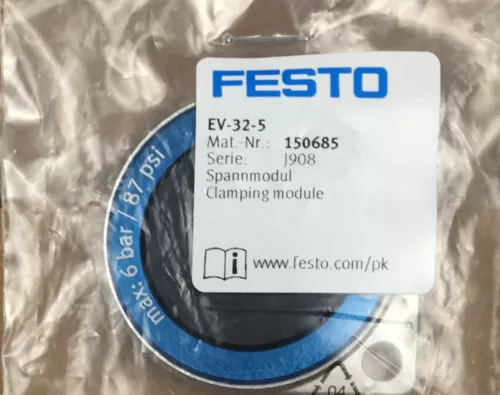 FESTO
EV-32-5
Mat.-Nr.: 150685
Serie: J908
Spannmodul
Clamping module
www.festo.com/pk
max: 6 bar / 87 psi
04